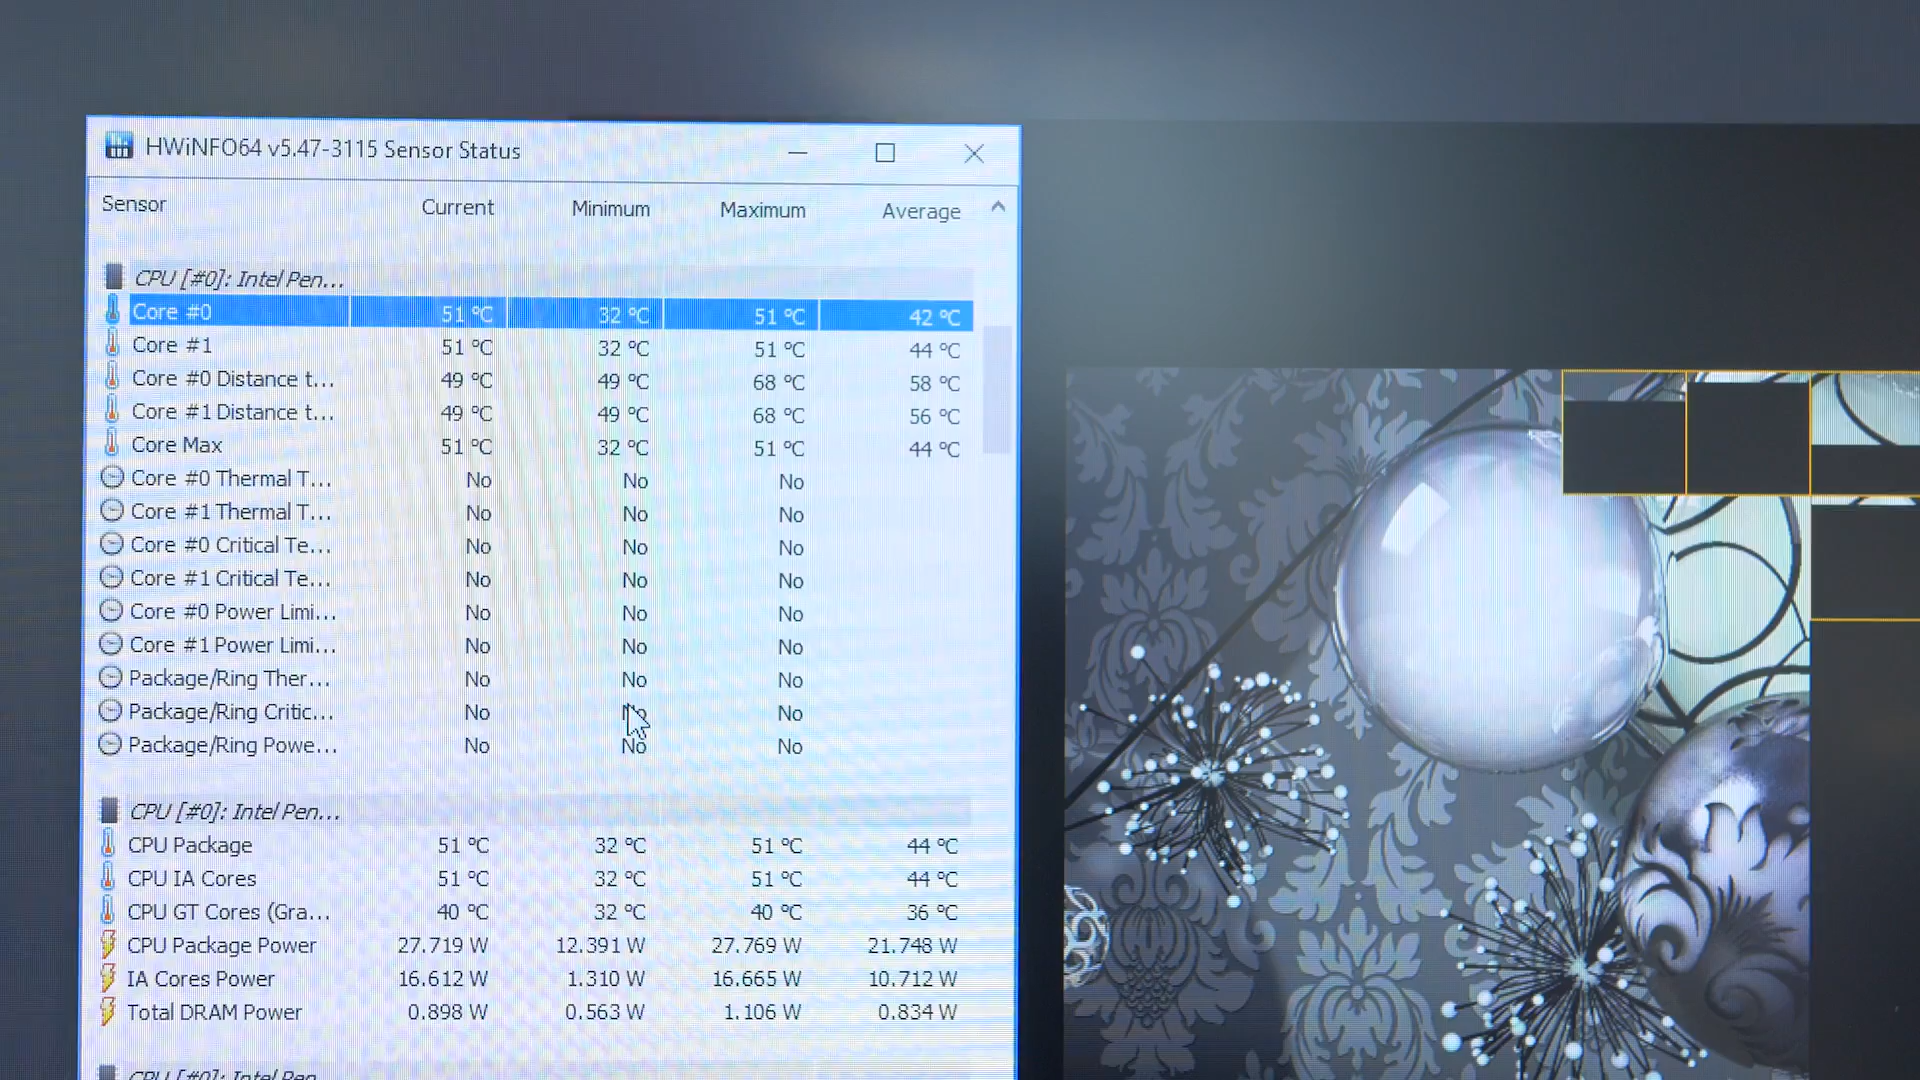 HWiNFO64 v5.47-3115 Sensor Status
Sensor Current Minimum Maximum Average
CPU [#0]: Intel Pen...
Core #0 51 °C 32 °C 51 °C 42 °C
Core #1 51 °C 32 °C 51 °C 44 °C
Core #0 Distance t... 49 °C 49 °C 68 °C 58 °C
Core #1 Distance t... 49 °C 49 °C 68 °C 56 °C
Core Max 51 °C 32 °C 51 °C 44 °C
Core #0 Thermal T... No No No
Core #1 Thermal T... No No No
Core #0 Critical Te... No No No
Core #1 Critical Te... No No No
Core #0 Power Limi... No No No
Core #1 Power Limi... No No No
Package/Ring Ther... No No No
Package/Ring Critic... No No No
Package/Ring Powe... No No No
CPU [#0]: Intel Pen...
CPU Package 51 °C 32 °C 51 °C 44 °C
CPU IA Cores 51 °C 32 °C 51 °C 44 °C
CPU GT Cores (Gra... 40 °C 32 °C 40 °C 36 °C
CPU Package Power 27.719 W 12.391 W 27.769 W 21.748 W
IA Cores Power 16.612 W 1.310 W 16.665 W 10.712 W
Total DRAM Power 0.898 W 0.563 W 1.106 W 0.834 W
CPU [#0]: Intel Pen...